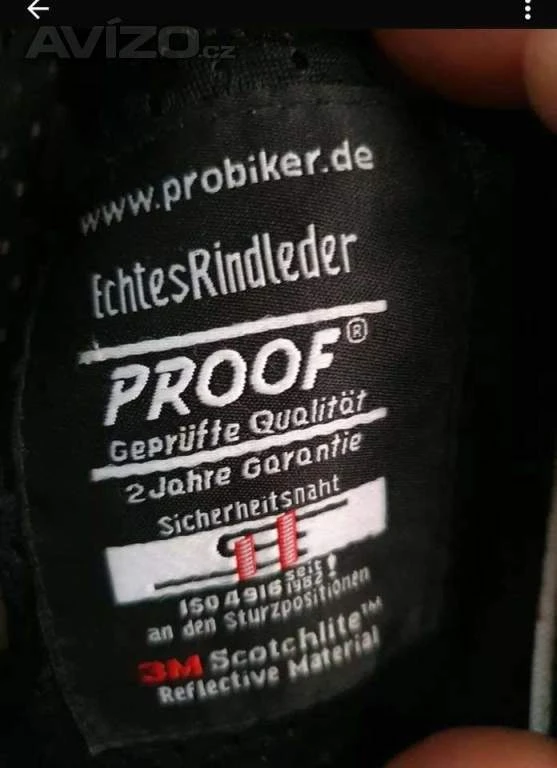 AVÍZO.cz
www.probiker.de
EchtesRindleder
PROOF®
Geprüfte Qualität
2 Jahre Garantie
Sicherheitsnaht
ISO 4916 seit 1982!
an den Sturzpositionen
3M Scotchlite™
Reflective Material